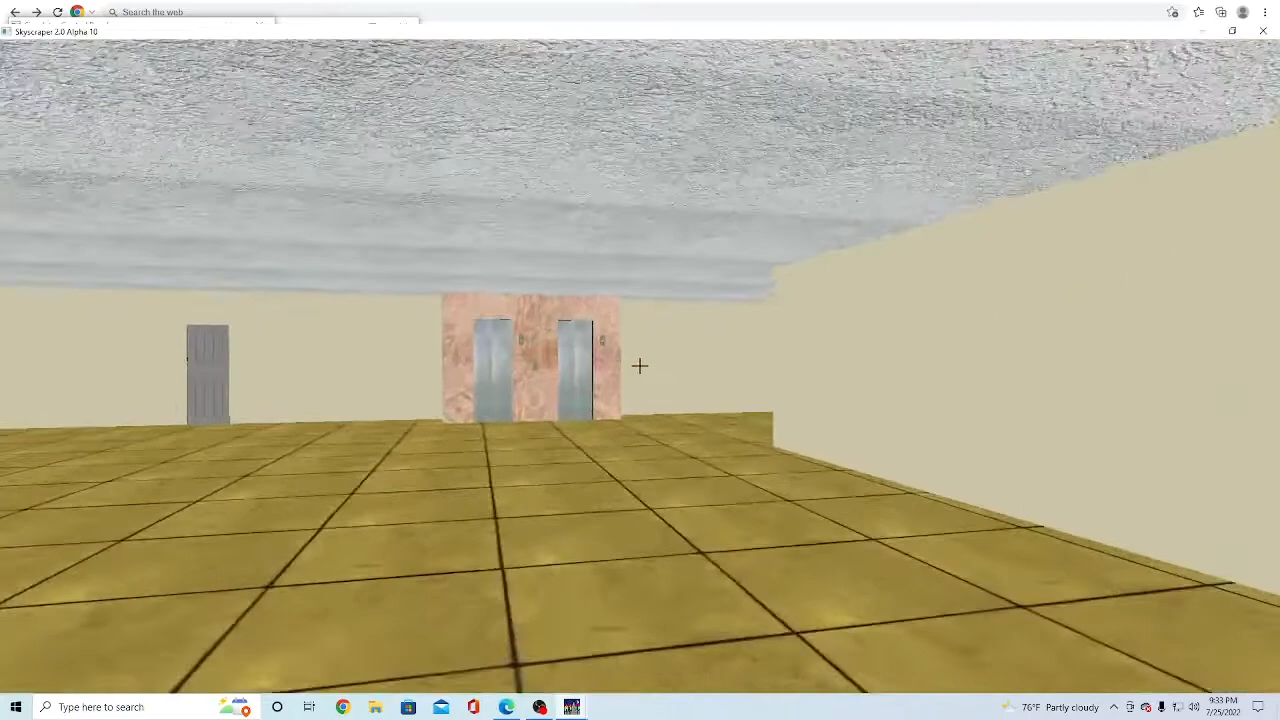 Search the web
Skyscraper 2.0 Alpha 10
Type here to search
76°F Partly cloudy
9:33 PM
7/25/2022